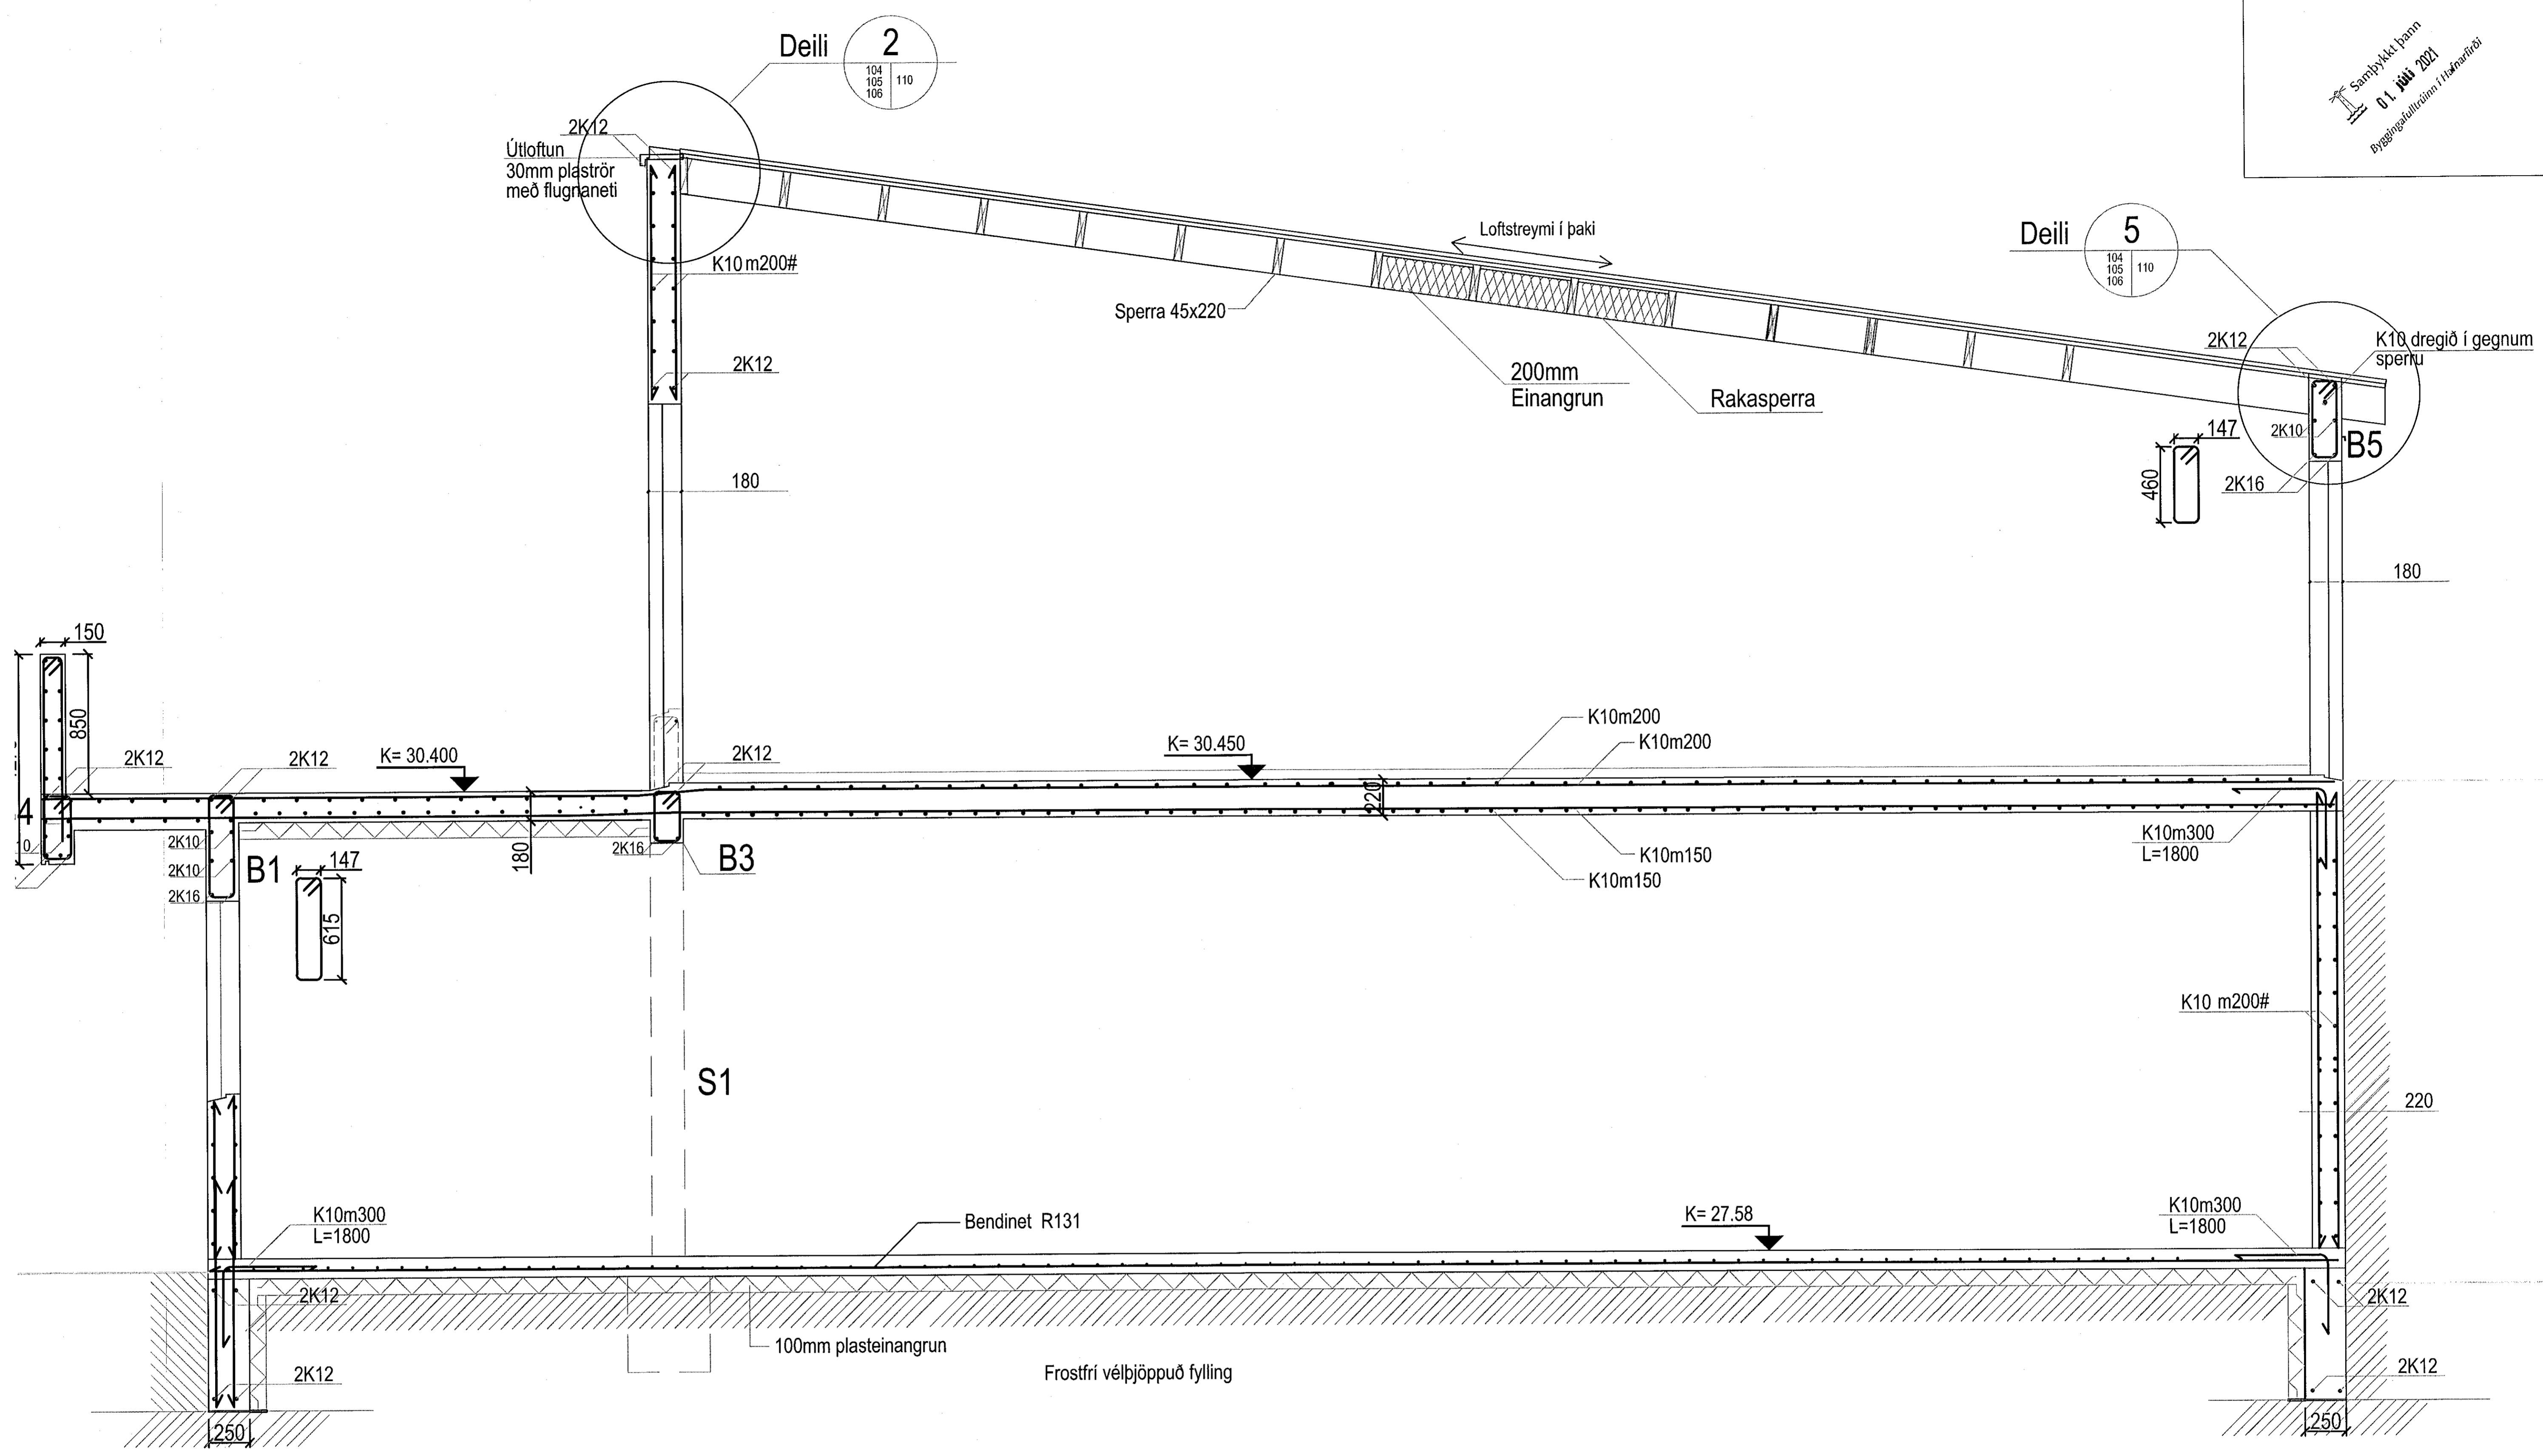 Samþykkt þann
01. júlí 2021
Byggingafulltrúinn í Hafnarfirði
Deili 2
104
105
106
110
2K12
Útloftun
30mm plaströr
með flugnaneti
K10 m200#
2K12
180
Loftstreymi í þaki
Sperra 45x220
200mm
Einangrun
Rakasperra
Deili 5
104
105
106
110
2K12
K10 dregið í gegnum
sperru
2K10
B5
147
460
2K16
180
150
850
2K12
2K12
K= 30.400
2K12
K= 30.450
K10m200
K10m200
220
4
10
2K10
2K10
2K16
B1
147
615
180
2K16
B3
K10m150
K10m150
K10m300
L=1800
K10 m200#
S1
220
K10m300
L=1800
Bendinet R131
K= 27.58
K10m300
L=1800
2K12
2K12
100mm plasteinangrun
Frostfrí vélþjöppuð fylling
2K12
2K12
250
250